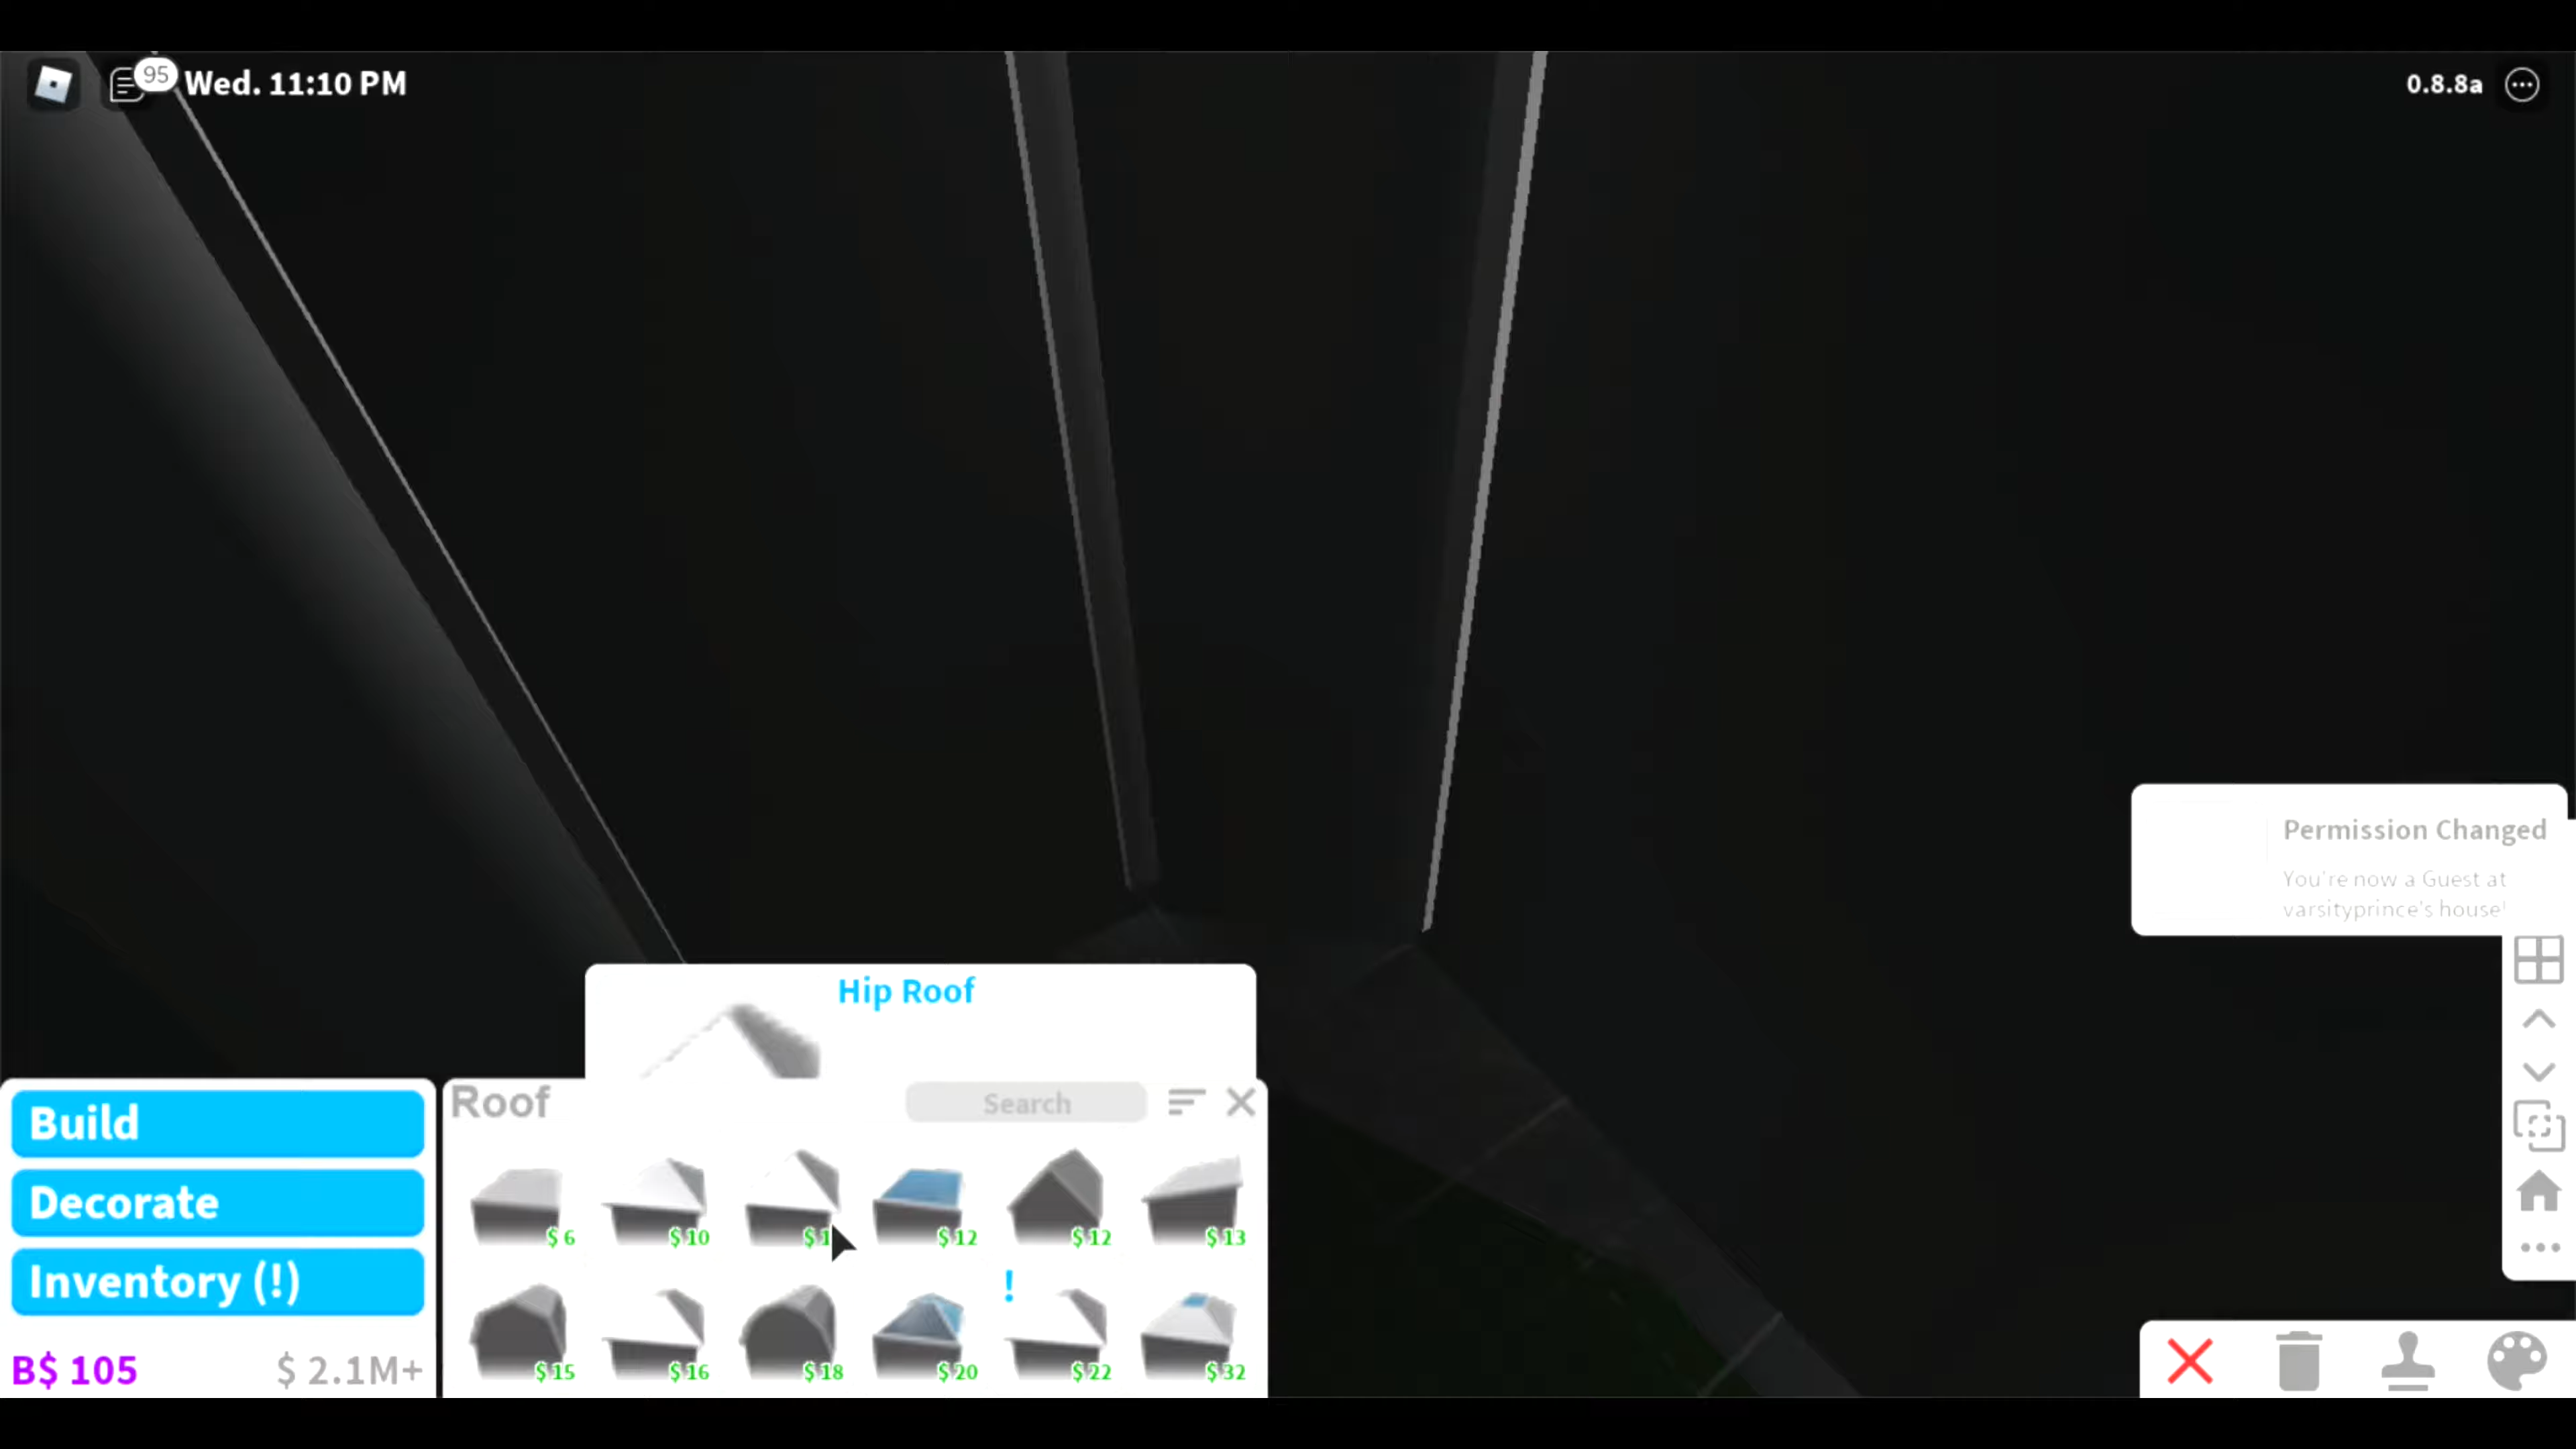 95
Wed. 11:10 PM
0.8.8a
Permission Changed
You're now a Guest at
varsityprince's house!
Hip Roof
Roof
Search
Build
Decorate
Inventory (!)
B$ 105
$ 2.1M+
$ 6
$ 10
$ 12
$ 12
$ 13
!
$ 15
$ 16
$ 18
$ 20
$ 22
$ 32